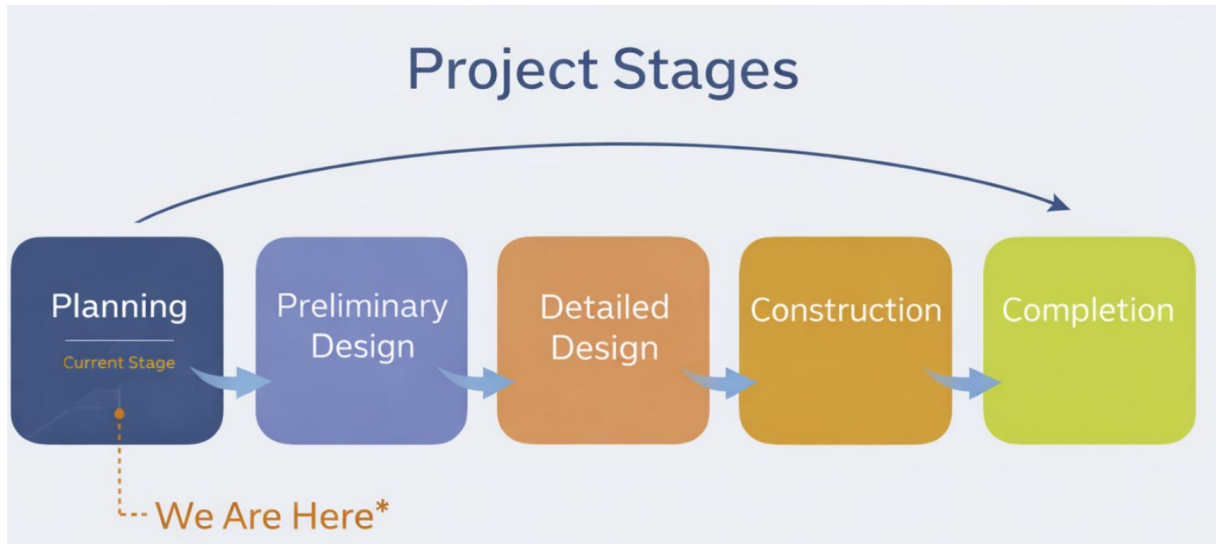 Project Stages
Planning
Current Stage
Preliminary
Design
Detailed
Design
Construction
Completion
We Are Here*